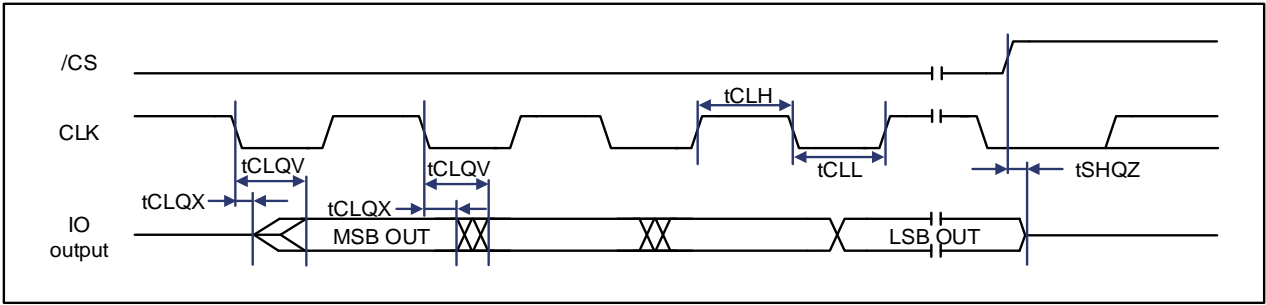 /CS
tCLH
CLK
tCLQV
tCLQV
tCLL
tSHQZ
tCLQX
tCLQX
IO
output
MSB OUT
LSB OUT